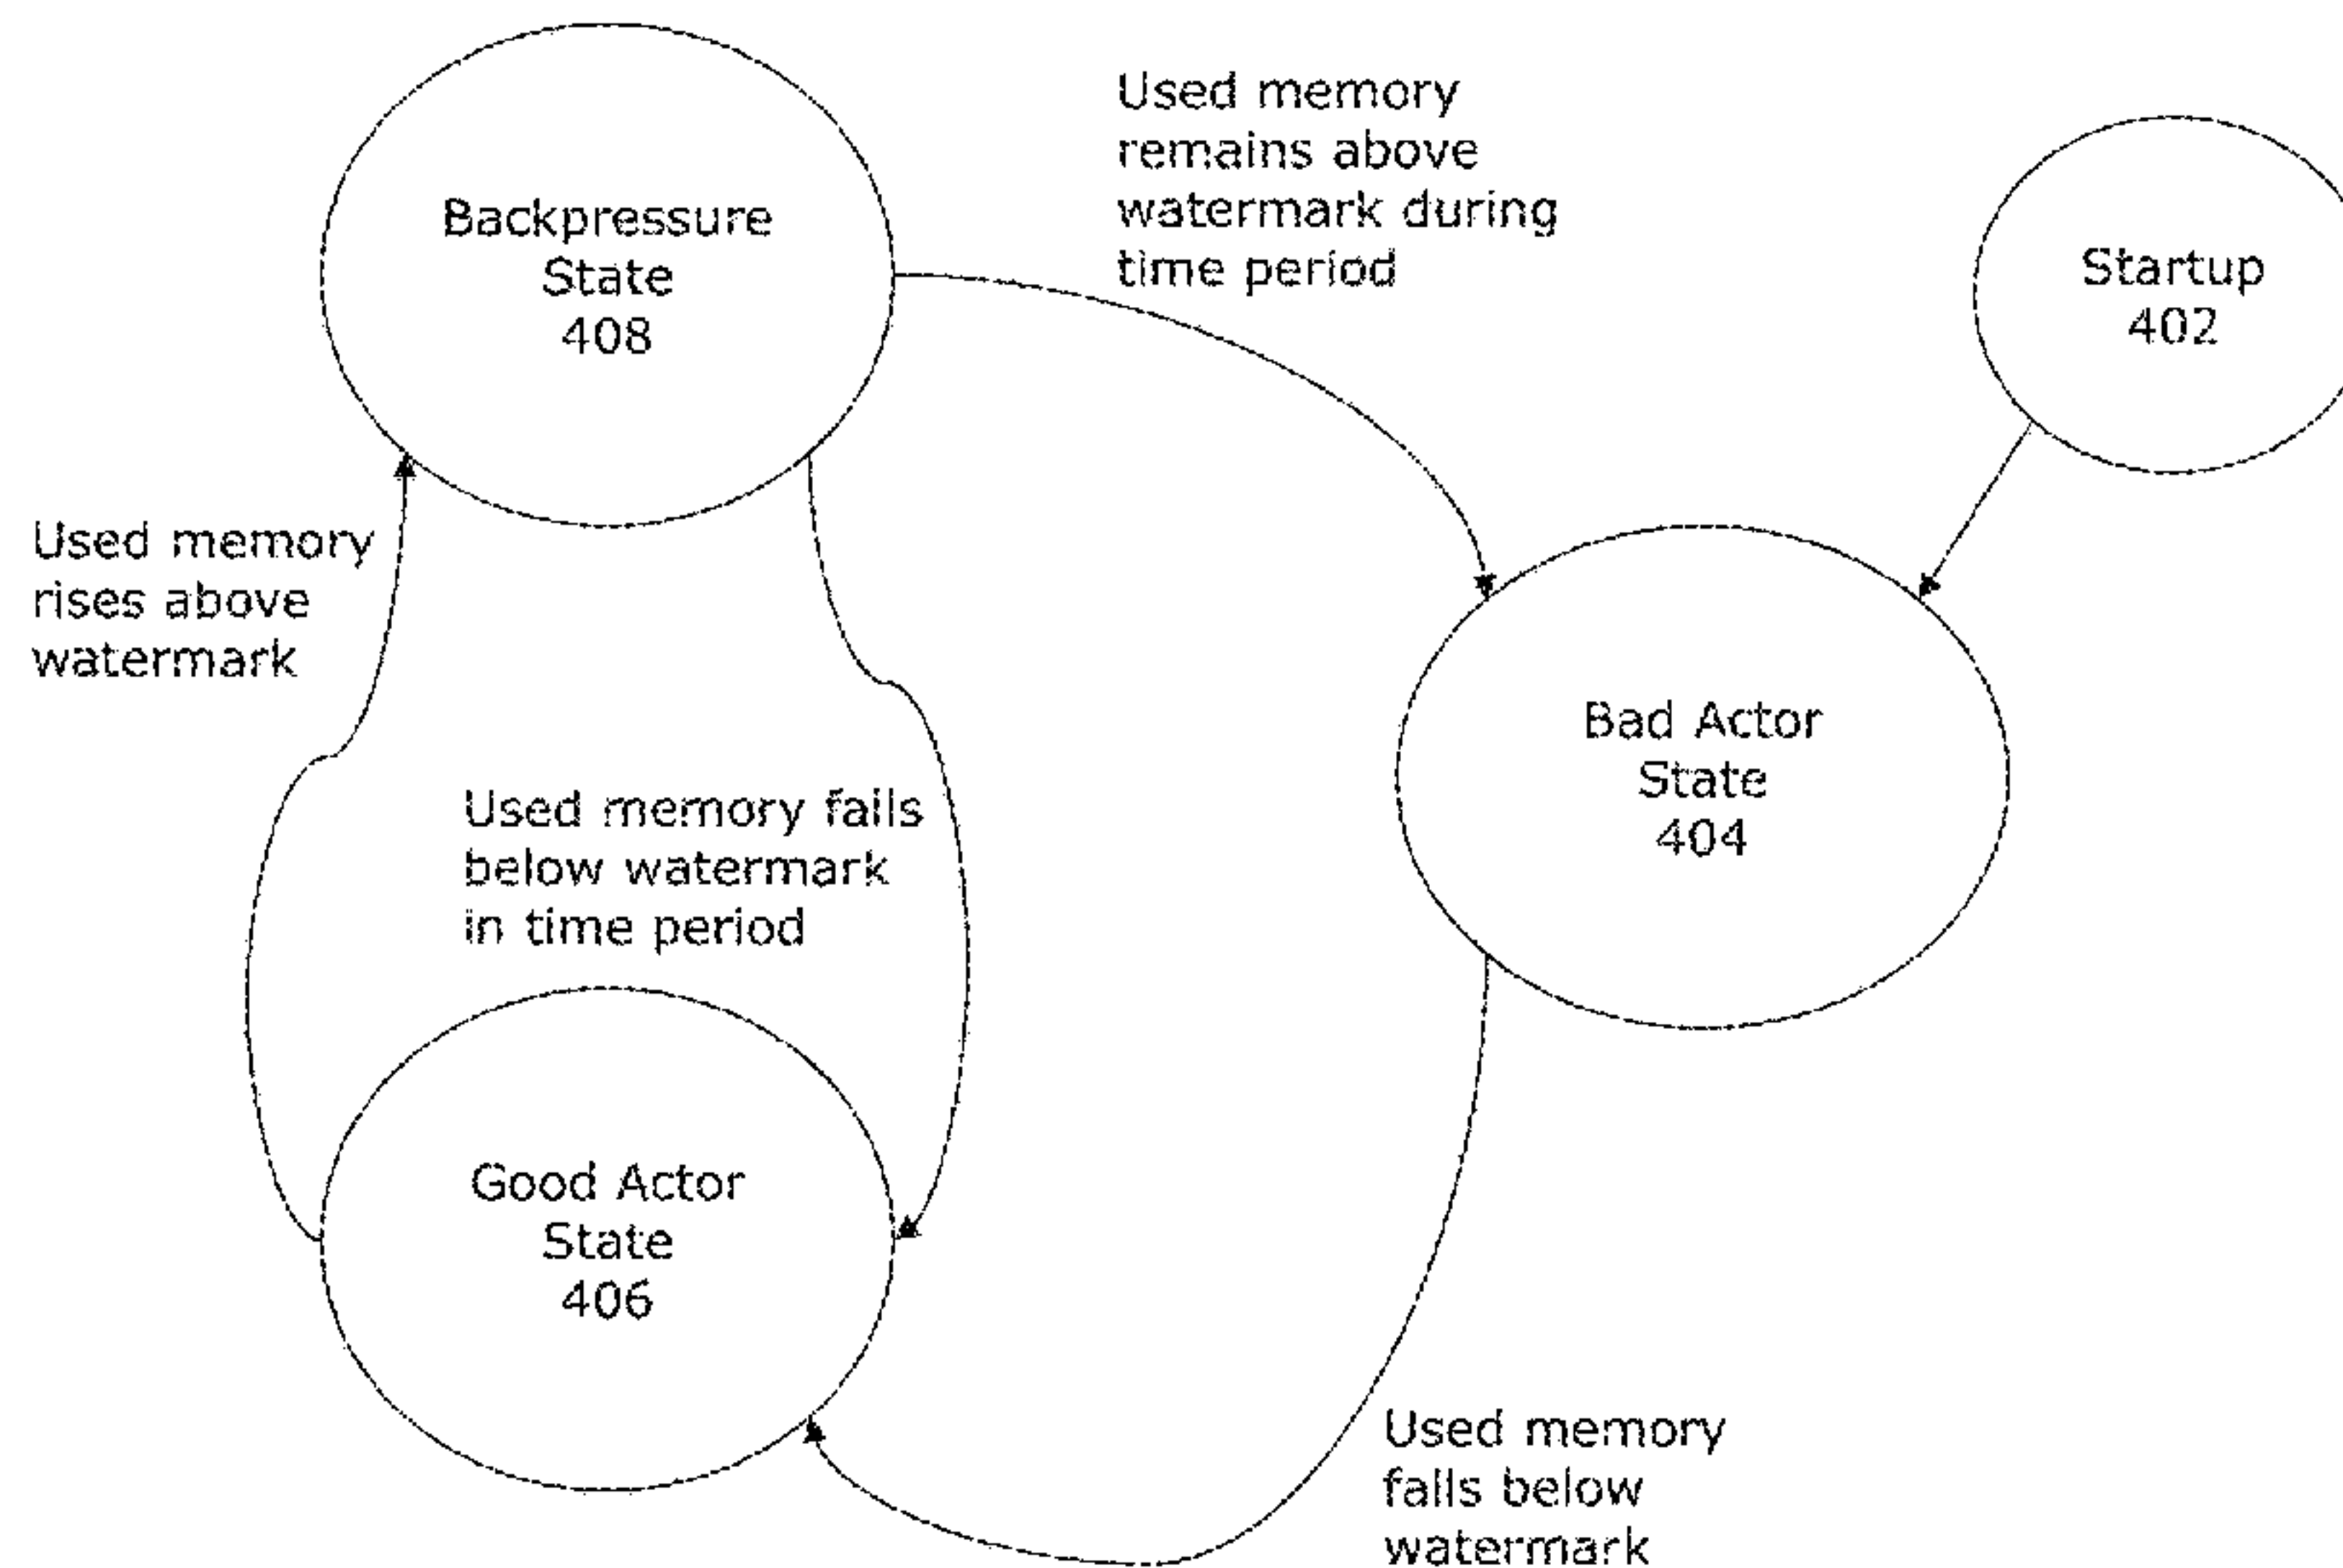 Backpressure
State
408
Used memory
remains above
watermark during
time period
Startup
402
Used memory
rises above
watermark
Bad Actor
State
404
Used memory falls
below watermark
in time period
Good Actor
State
406
Used memory
falls below
watermark